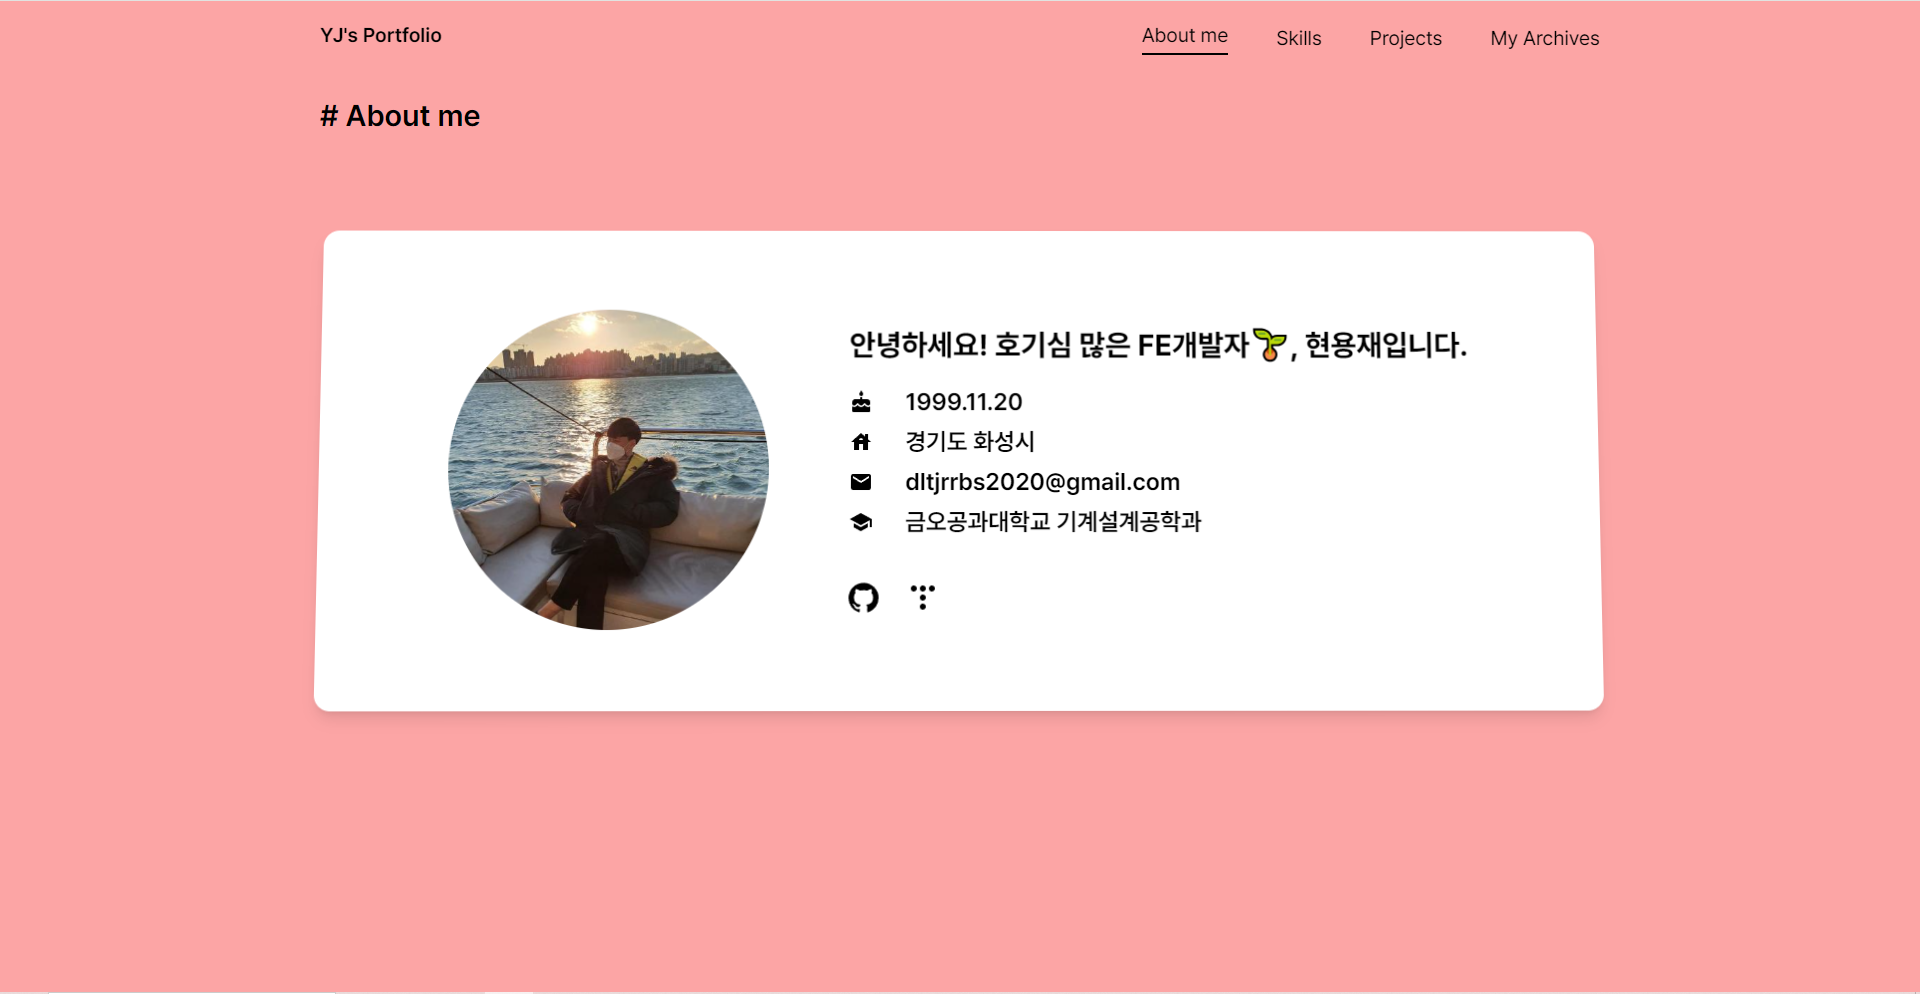 YJ's Portfolio
About me
Skills
Projects
My Archives
# About me
안녕하세요! 호기심 많은 FE개발자🌱, 현용재입니다.
1999.11.20
경기도 화성시
dltjrrbs2020@gmail.com
금오공과대학교 기계설계공학과